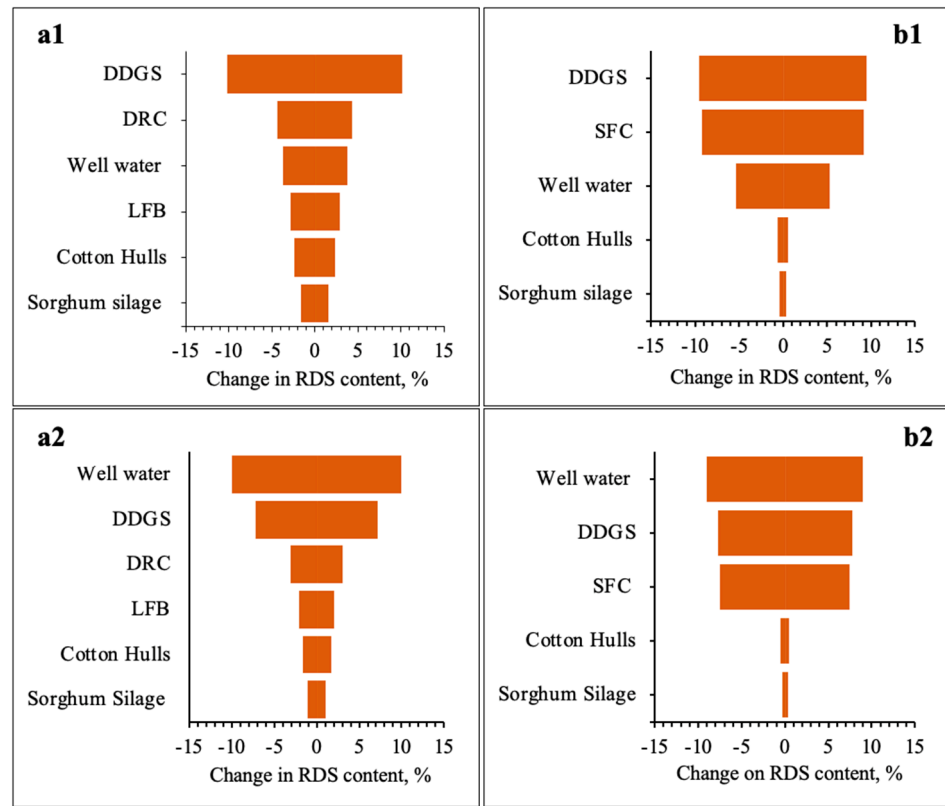 a1
DDGS
DRC
Well water
LFB
Cotton Hulls
Sorghum silage
-15 -10 -5 0 5 10 15
Change in RDS content, %
b1
DDGS
SFC
Well water
Cotton Hulls
Sorghum silage
-15 -10 -5 0 5 10 15
Change in RDS content, %
a2
Well water
DDGS
DRC
LFB
Cotton Hulls
Sorghum Silage
-15 -10 -5 0 5 10 15
Change in RDS content, %
b2
Well water
DDGS
SFC
Cotton Hulls
Sorghum Silage
-15 -10 -5 0 5 10 15
Change on RDS content, %